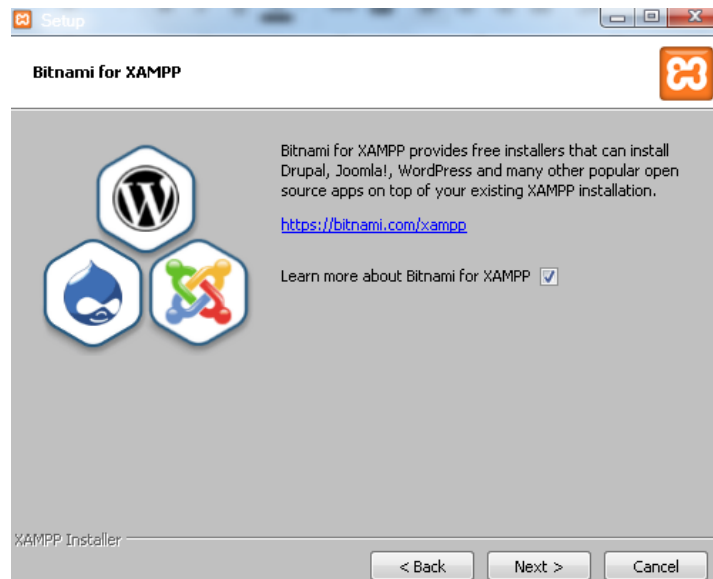 Setup
Bitnami for XAMPP
Bitnami for XAMPP provides free installers that can install
Drupal, Joomla!, WordPress and many other popular open
source apps on top of your existing XAMPP installation.
https://bitnami.com/xampp
Learn more about Bitnami for XAMPP
XAMPP Installer
< Back
Next >
Cancel